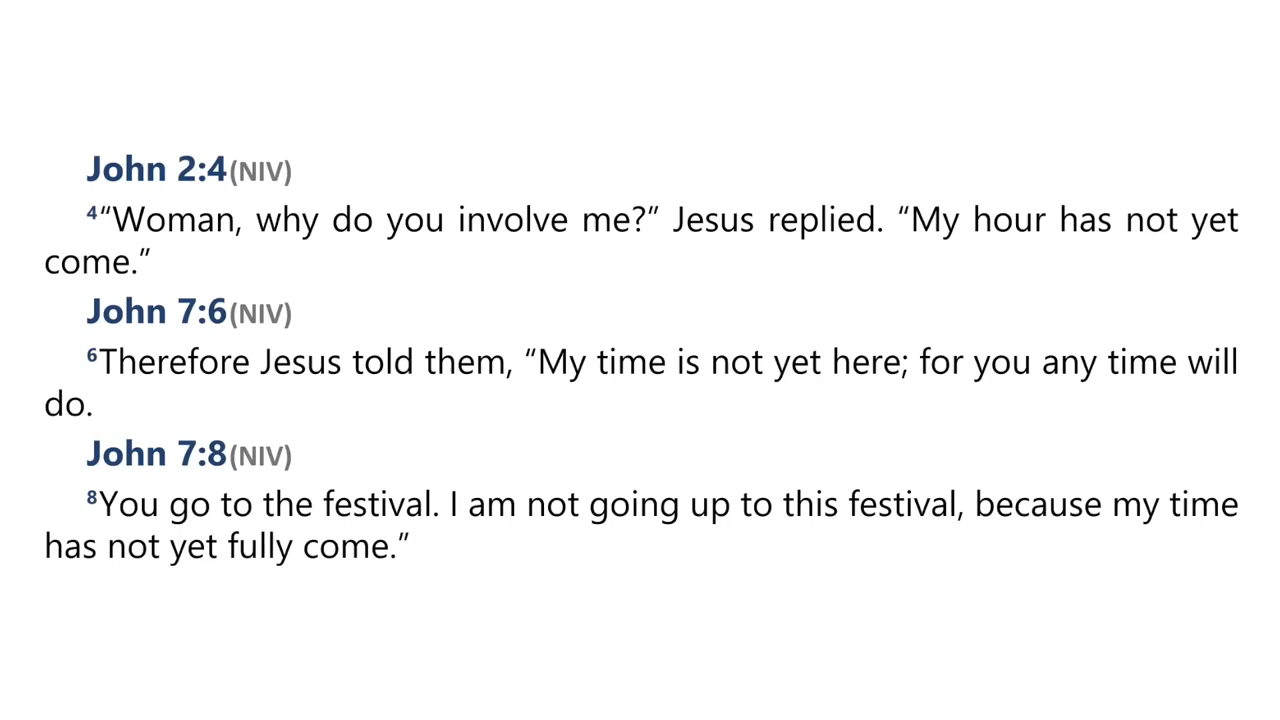 John 2:4(NIV)
⁴“Woman, why do you involve me?” Jesus replied. “My hour has not yet
come.”
John 7:6(NIV)
⁶Therefore Jesus told them, “My time is not yet here; for you any time will
do.
John 7:8(NIV)
⁸You go to the festival. I am not going up to this festival, because my time
has not yet fully come.”